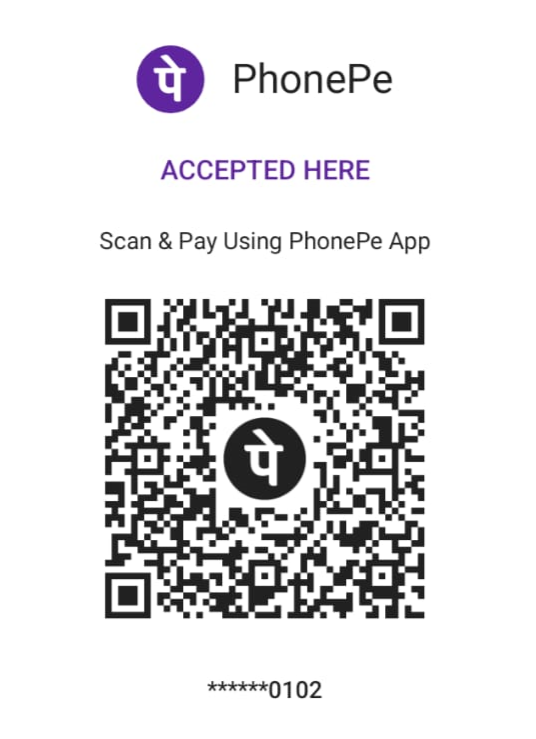 पे PhonePe
ACCEPTED HERE
Scan & Pay Using PhonePe App
पे
******0102